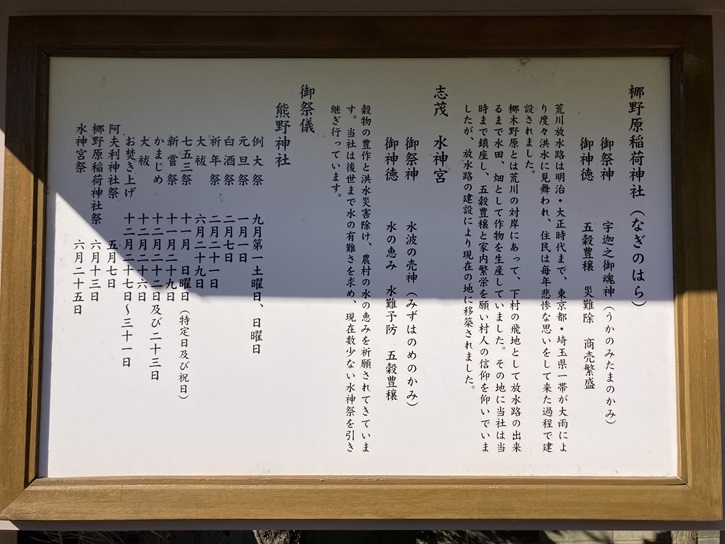 梛野原稲荷神社（なぎのはら）
御祭神　宇迦之御魂神（うかのみたまのかみ）
御神徳　五穀豊穣　災難除　商売繁盛
荒川放水路は明治・大正時代まで、東京都・埼玉県一帯が大雨によ
り度々洪水に見舞われ、住民は毎年悲惨な思いをして来た過程で建
設されました。
梛木野原とは荒川の対岸にあって、下村の飛地として放水路の出来
るまで水田、畑として作物を生産していました。その地に当社は当
時まで鎮座し、五穀豊穣と家内繁栄を願い村人の信仰を仰いでいま
したが、放水路の建設により現在の地に移築されました。
志茂　水神宮
御祭神　水波の売神（みずはのめのかみ）
御神徳　水の恵み　水難予防　五穀豊穣
穀物の豊作と洪水災害除け、農村の水の恵みを祈願されてきていま
す。当社は後世まで水の有難さを求め、現在数少ない水神祭を引き
継ぎ行っています。
御祭儀
熊野神社
例大祭　九月第一土曜日、日曜日
元旦祭　一月一日
白酒祭　二月七日
祈年祭　二月二十一日
大祓　六月二十九日
七五三祭　十一月　日曜日（特定日及び祝日）
新嘗祭　十一月二十九日
かまじめ　十二月二十二日及び二十三日
大祓　十二月二十六日
お焚き上げ　十二月二十七日～三十一日
阿夫利神社祭　五月七日
梛野原稲荷神社祭　六月十三日
水神宮祭　六月二十五日